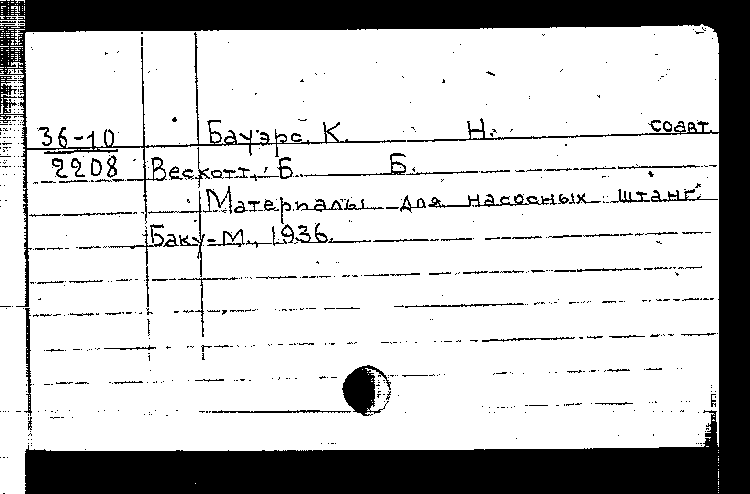 36-10 Бауэрс, К. Н. соавт.
2208 Вескотт, Б. Б.
Материалы для насосных штанг.
Баку-М., 1936.